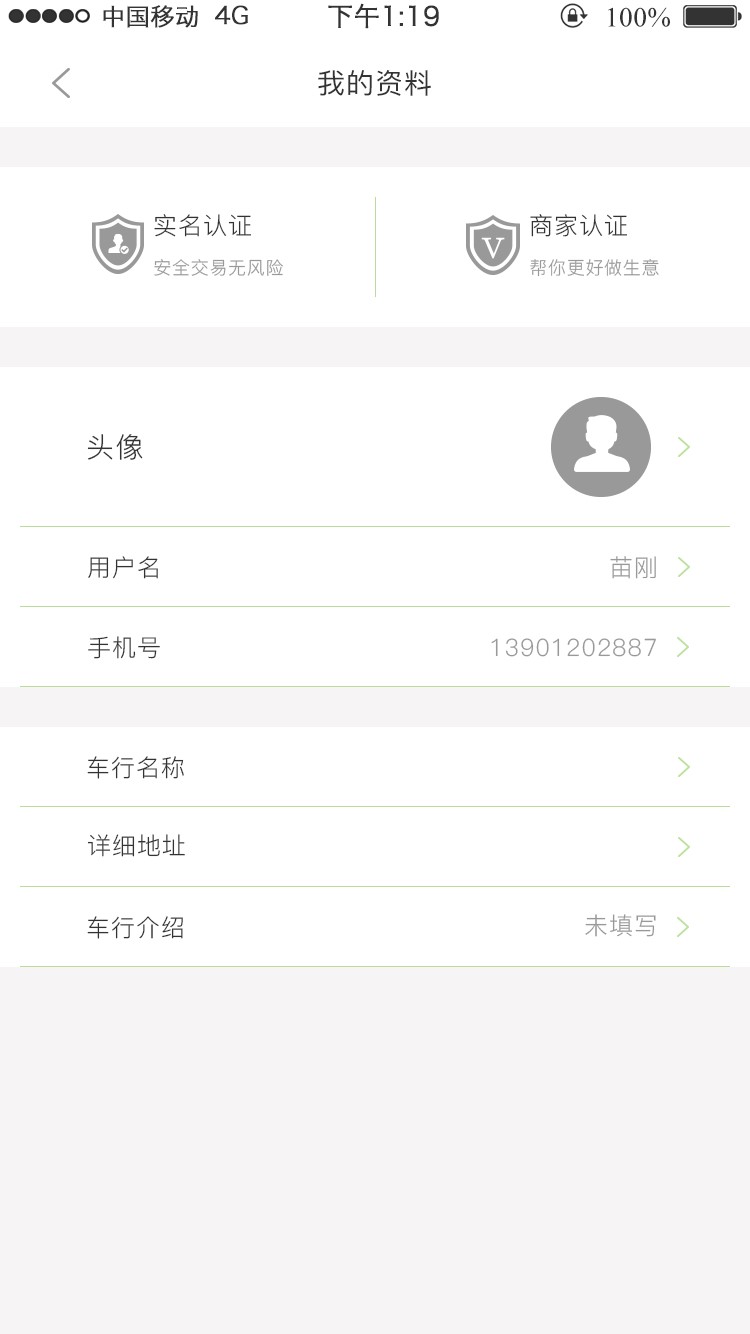 中国移动 4G 下午1:19 100%
我的资料
实名认证 商家认证
安全交易无风险 帮你更好做生意
V
头像
用户名 苗刚
手机号 13901202887
车行名称
详细地址
车行介绍 未填写